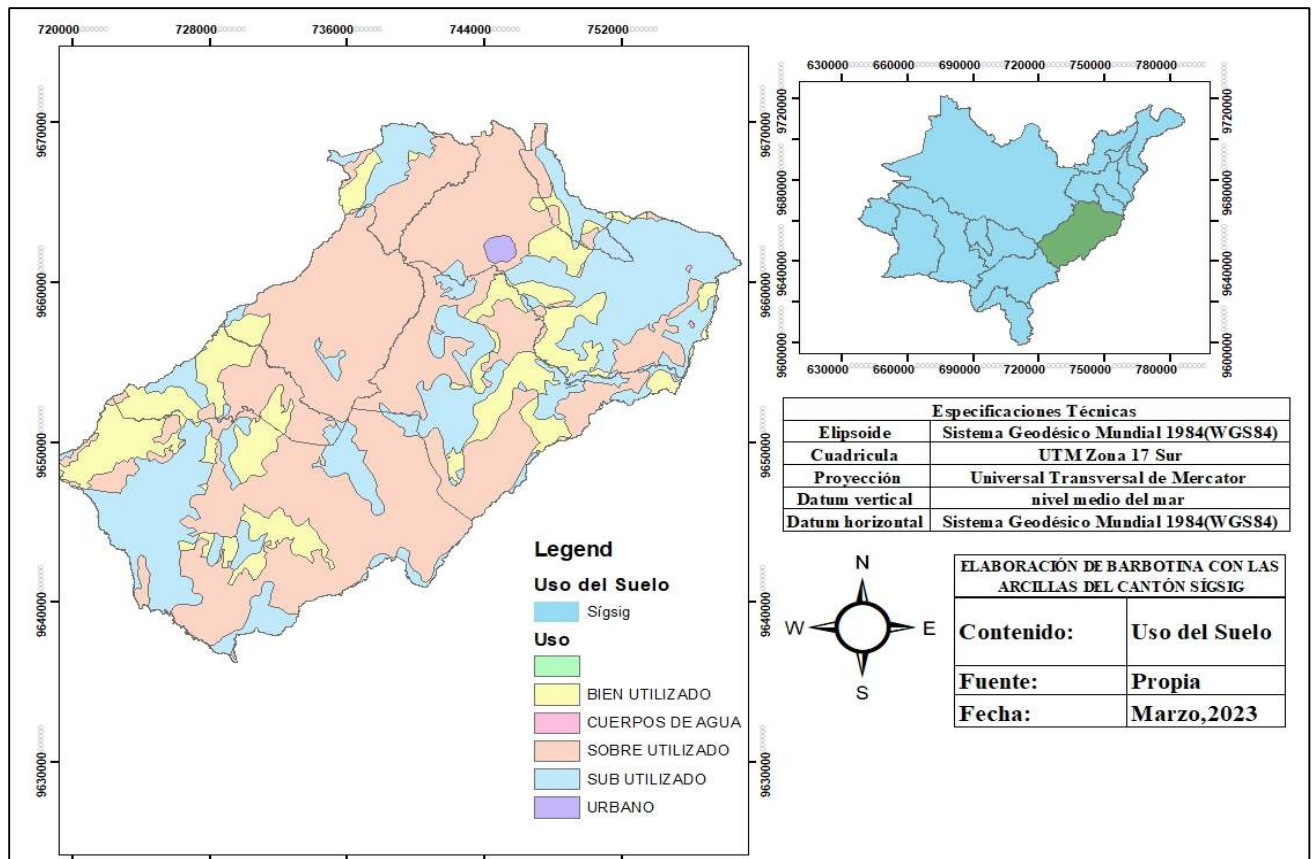 720000 728000 736000 744000 752000
9670000 9670000
9660000 9660000
9650000 9650000
9640000 9640000
9630000 9630000
Legend
Uso del Suelo
Sígsig
Uso
BIEN UTILIZADO
CUERPOS DE AGUA
SOBRE UTILIZADO
SUB UTILIZADO
URBANO
630000 660000 690000 720000 750000 780000
9720000 9720000
9680000 9680000
9640000 9640000
9600000 9600000
630000 660000 690000 720000 750000 780000
Especificaciones Técnicas
Elipsoide Sistema Geodésico Mundial 1984(WGS84)
Cuadricula UTM Zona 17 Sur
Proyección Universal Transversal de Mercator
Datum vertical nivel medio del mar
Datum horizontal Sistema Geodésico Mundial 1984(WGS84)
N
W E
S
ELABORACIÓN DE BARBOTINA CON LAS
ARCILLAS DEL CANTÓN SÍGSIG
Contenido: Uso del Suelo
Fuente: Propia
Fecha: Marzo,2023